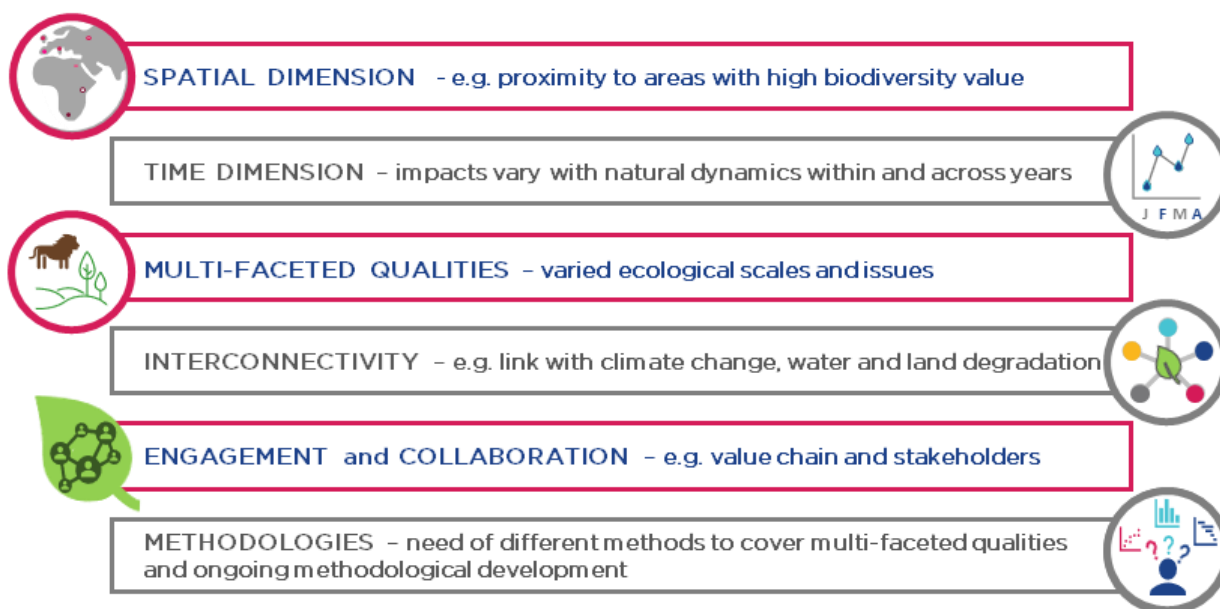 SPATIAL DIMENSION - e.g. proximity to areas with high biodiversity value
TIME DIMENSION – impacts vary with natural dynamics within and across years
J F M A
MULTI-FACETED QUALITIES – varied ecological scales and issues
INTERCONNECTIVITY – e.g. link with climate change, water and land degradation
ENGAGEMENT and COLLABORATION – e.g. value chain and stakeholders
METHODOLOGIES – need of different methods to cover multi-faceted qualities
and ongoing methodological development
? ? ?